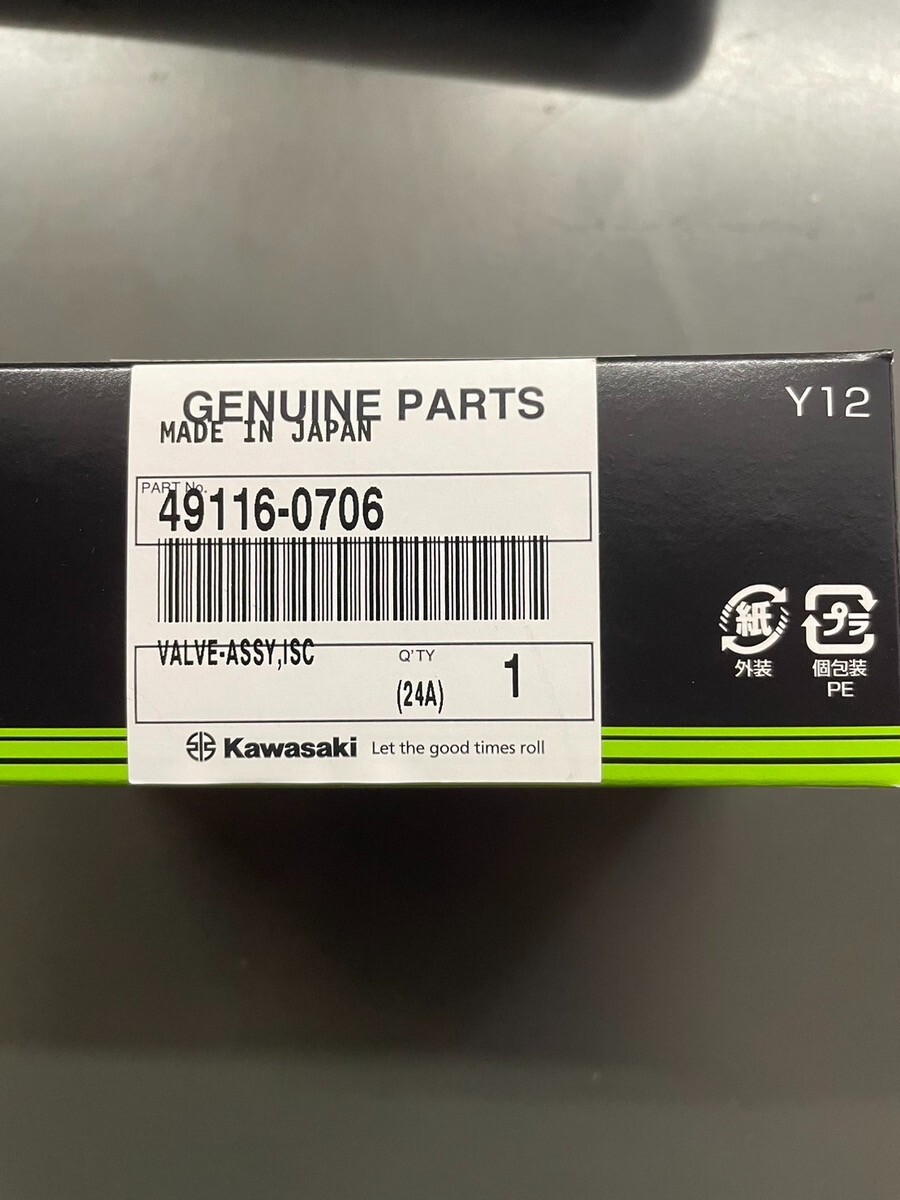 GENUINE PARTS
MADE IN JAPAN
PART No.
49116-0706
VALVE-ASSY,ISC
Q'TY
(24A)
1
Kawasaki Let the good times roll
Y12
紙
外装
プラ
個包装
PE